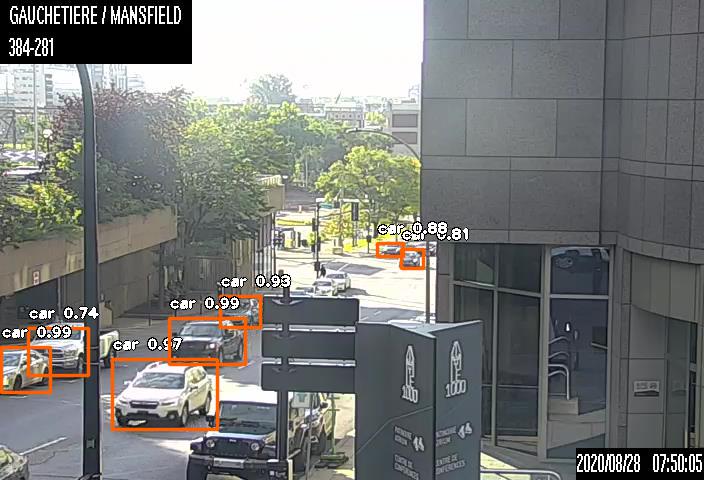 GAUCHETIERE / MANSFIELD
384-281
car 0.88
car 0.81
car 0.93
car 0.99
car 0.74
car 0.99
car 0.97
1000
1000
2020/08/28 07:50:05